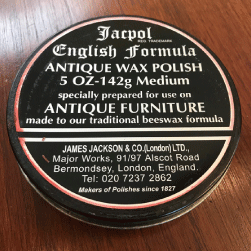 Jacpol
REG TRADEMARK
English Formula
ANTIQUE WAX POLISH
5 OZ-142g Medium
specially prepared for use on
ANTIQUE FURNITURE
made to our traditional beeswax formula
JAMES JACKSON & CO.(London)LTD.,
Major Works, 91/97 Alscot Road
Bermondsey, London, England.
Tel: 020 7237 2862
Makers of Polishes since 1827